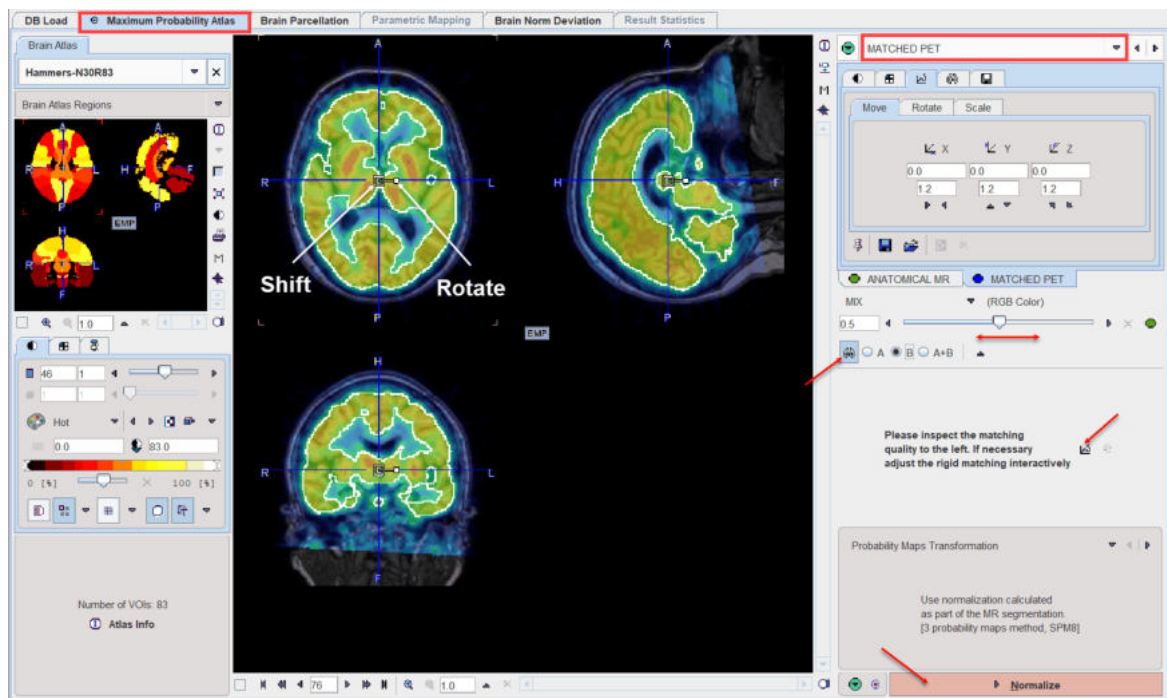 DB Load
Maximum Probability Atlas
Brain Parcellation
Parametric Mapping
Brain Norm Deviation
Result Statistics
Brain Atlas
Hammers-N30R83
Brain Atlas Regions
A
A
R
L
H
F
P
P
EMP
H
R
L
F
M
1.0
46
1
1
1
Hot
0.0
83.0
0 [%]
100 [%]
Number of VOIs: 83
Atlas Info
A
A
R
L
H
F
Shift
Rotate
P
P
EMP
H
R
L
F
76
1.0
M
MATCHED PET
Move
Rotate
Scale
X
Y
Z
0.0
0.0
0.0
1.2
1.2
1.2
ANATOMICAL MR
MATCHED PET
MIX
(RGB Color)
0.5
A
B
A+B
Please inspect the matching
quality to the left. If necessary
adjust the rigid matching interactively
Probability Maps Transformation
Use normalization calculated
as part of the MR segmentation.
[3 probability maps method, SPM8]
Normalize